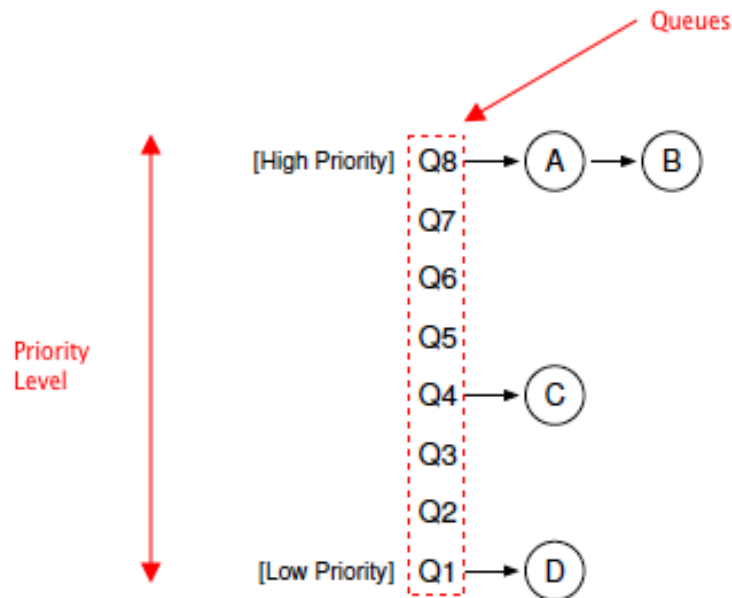 Queues
[High Priority] Q8 A B
Q7
Q6
Q5
Priority
Level
Q4 C
Q3
Q2
[Low Priority] Q1 D